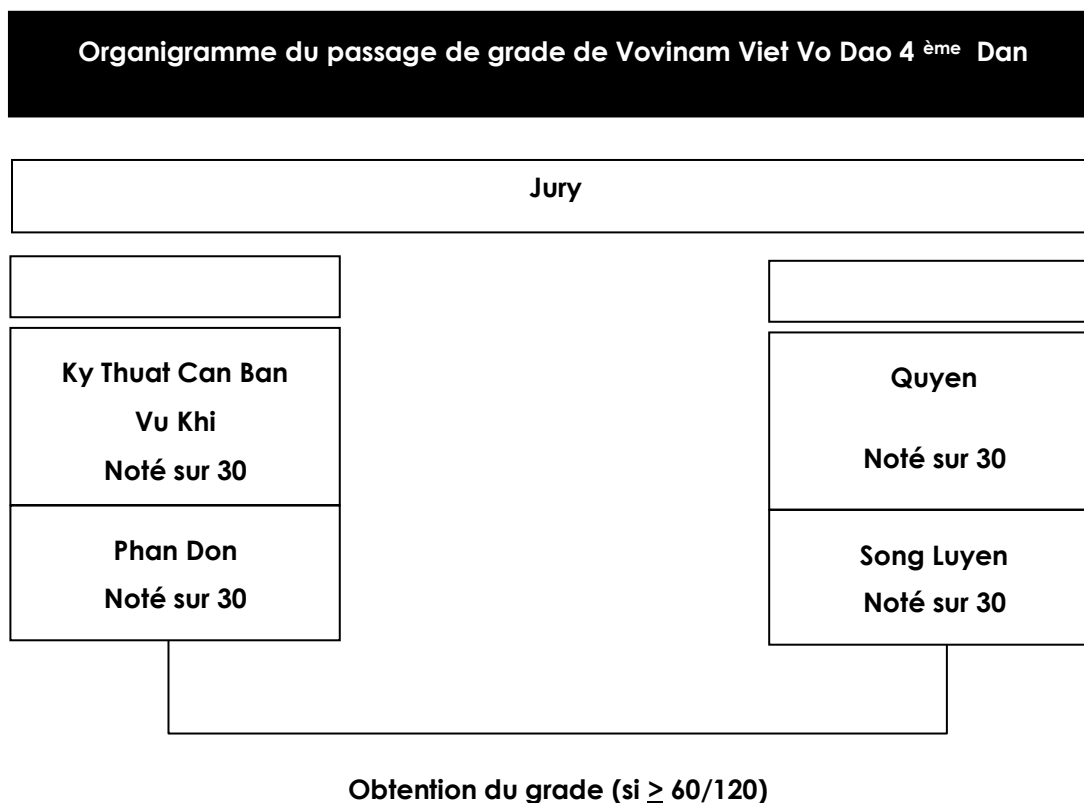 Organigramme du passage de grade de Vovinam Viet Vo Dao 4 ème Dan
Jury
Ky Thuat Can Ban
Vu Khi
Noté sur 30
Phan Don
Noté sur 30
Quyen
Noté sur 30
Song Luyen
Noté sur 30
Obtention du grade (si ≥ 60/120)